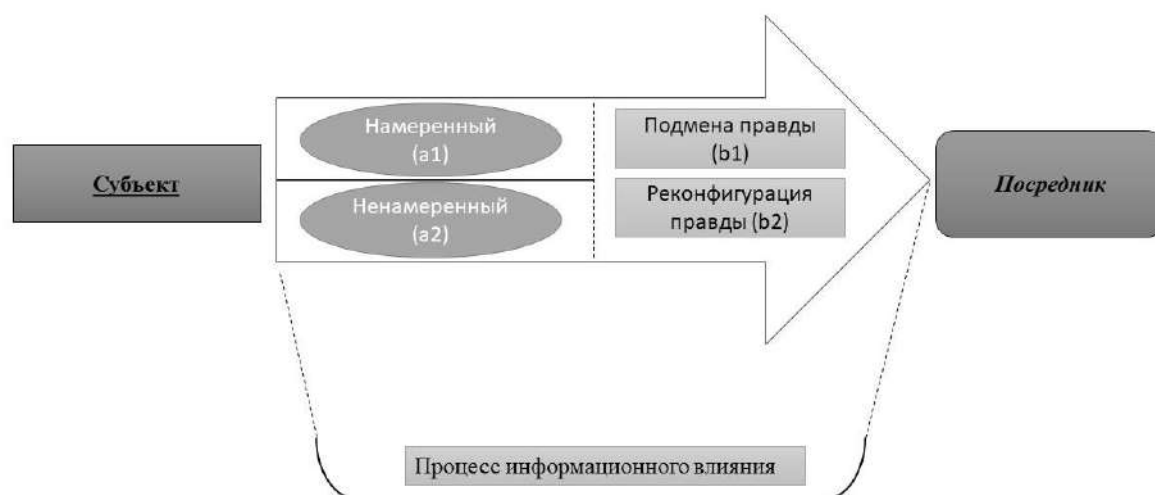 Субъект
Намеренный
(a1)
Ненамеренный
(a2)
Подмена правды
(b1)
Реконфигурация
правды (b2)
Посредник
Процесс информационного влияния